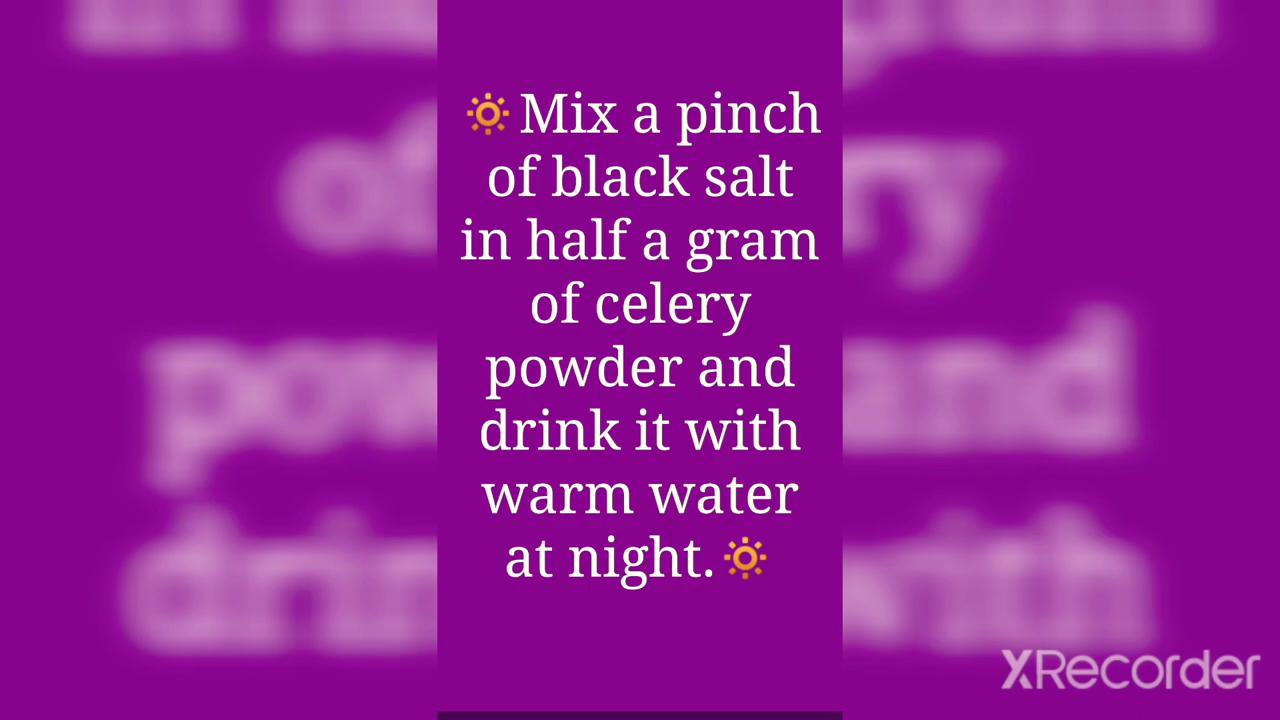 🔅Mix a pinch
of black salt
in half a gram
of celery
powder and
drink it with
warm water
at night.🔅
XRecorder